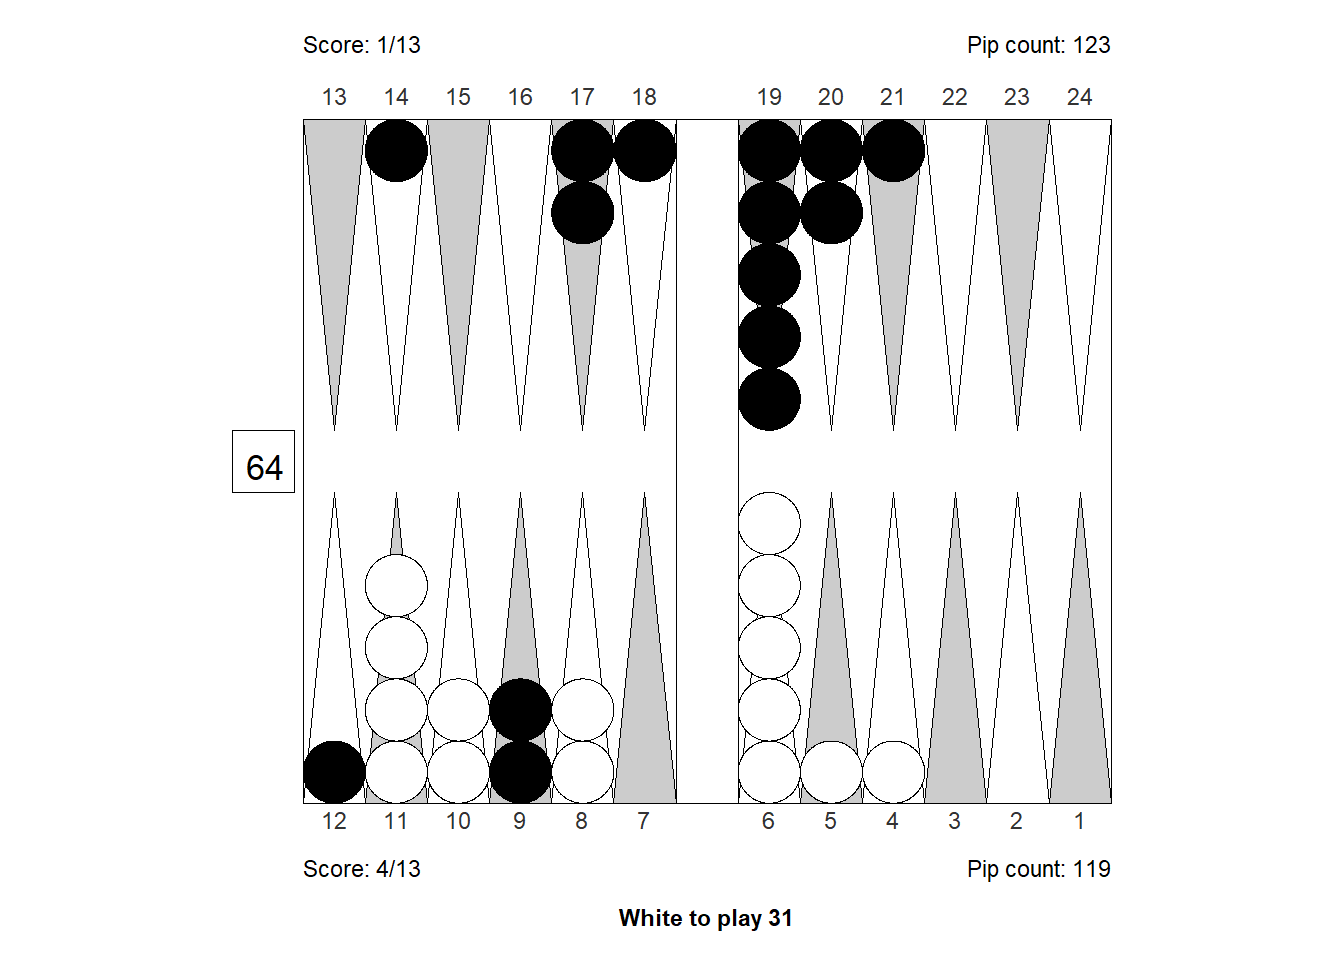 Score: 1/13 Pip count: 123
13 14 15 16 17 18 19 20 21 22 23 24
64
12 11 10 9 8 7 6 5 4 3 2 1
Score: 4/13 Pip count: 119
White to play 31